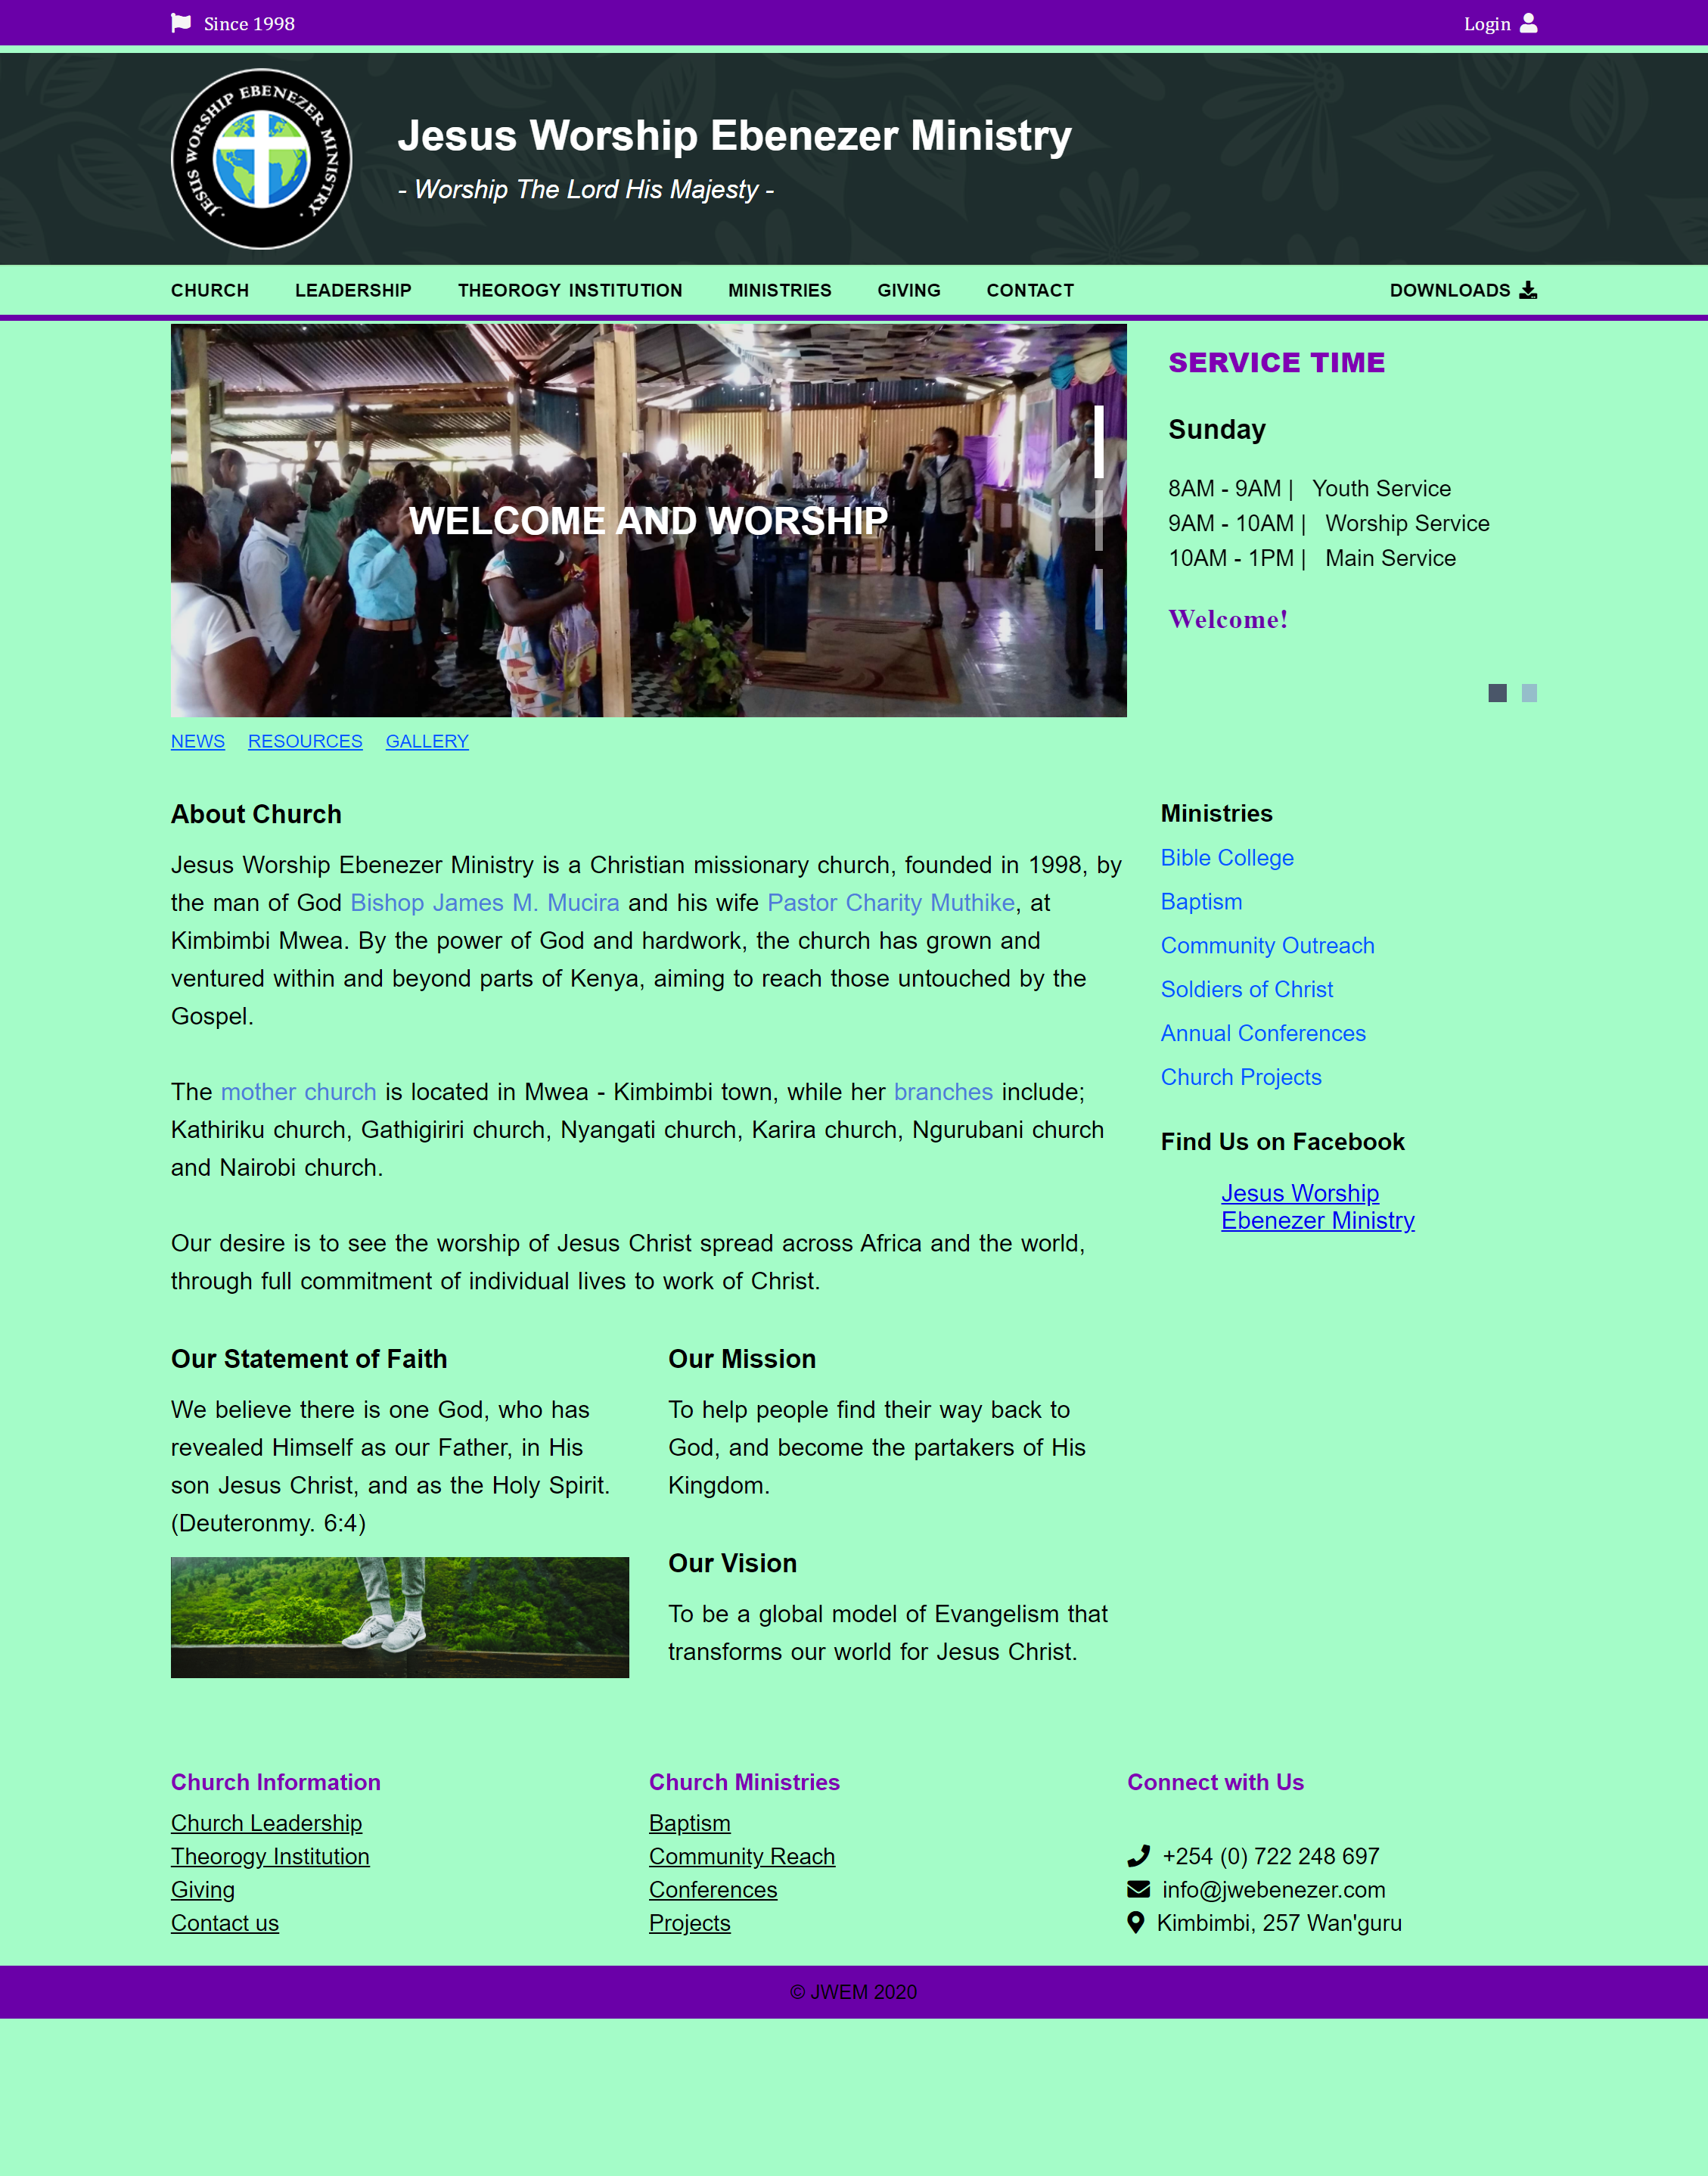 Since 1998
Login
JESUS WORSHIP EBENEZER MINISTRY
Jesus Worship Ebenezer Ministry
- Worship The Lord His Majesty -
CHURCH LEADERSHIP THEOROGY INSTITUTION MINISTRIES GIVING CONTACT DOWNLOADS
WELCOME AND WORSHIP
SERVICE TIME
Sunday
8AM - 9AM | Youth Service
9AM - 10AM | Worship Service
10AM - 1PM | Main Service
Welcome!
NEWS RESOURCES GALLERY
About Church
Jesus Worship Ebenezer Ministry is a Christian missionary church, founded in 1998, by
the man of God Bishop James M. Mucira and his wife Pastor Charity Muthike, at
Kimbimbi Mwea. By the power of God and hardwork, the church has grown and
ventured within and beyond parts of Kenya, aiming to reach those untouched by the
Gospel.
The mother church is located in Mwea - Kimbimbi town, while her branches include;
Kathiriku church, Gathigiriri church, Nyangati church, Karira church, Ngurubani church
and Nairobi church.
Our desire is to see the worship of Jesus Christ spread across Africa and the world,
through full commitment of individual lives to work of Christ.
Ministries
Bible College
Baptism
Community Outreach
Soldiers of Christ
Annual Conferences
Church Projects
Find Us on Facebook
Jesus Worship
Ebenezer Ministry
Our Statement of Faith
We believe there is one God, who has
revealed Himself as our Father, in His
son Jesus Christ, and as the Holy Spirit.
(Deuteronmy. 6:4)
Our Mission
To help people find their way back to
God, and become the partakers of His
Kingdom.
Our Vision
To be a global model of Evangelism that
transforms our world for Jesus Christ.
Church Information
Church Leadership
Theorogy Institution
Giving
Contact us
Church Ministries
Baptism
Community Reach
Conferences
Projects
Connect with Us
+254 (0) 722 248 697
info@jwebenezer.com
Kimbimbi, 257 Wan'guru
© JWEM 2020